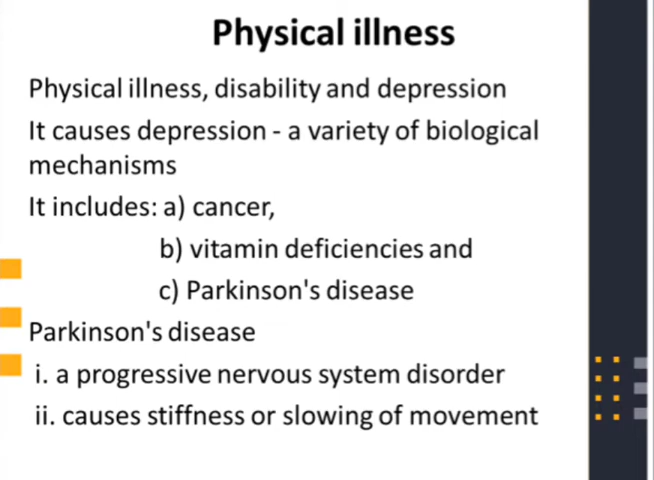 Physical illness
Physical illness, disability and depression
It causes depression - a variety of biological
mechanisms
It includes: a) cancer,
b) vitamin deficiencies and
c) Parkinson's disease
Parkinson's disease
i. a progressive nervous system disorder
ii. causes stiffness or slowing of movement